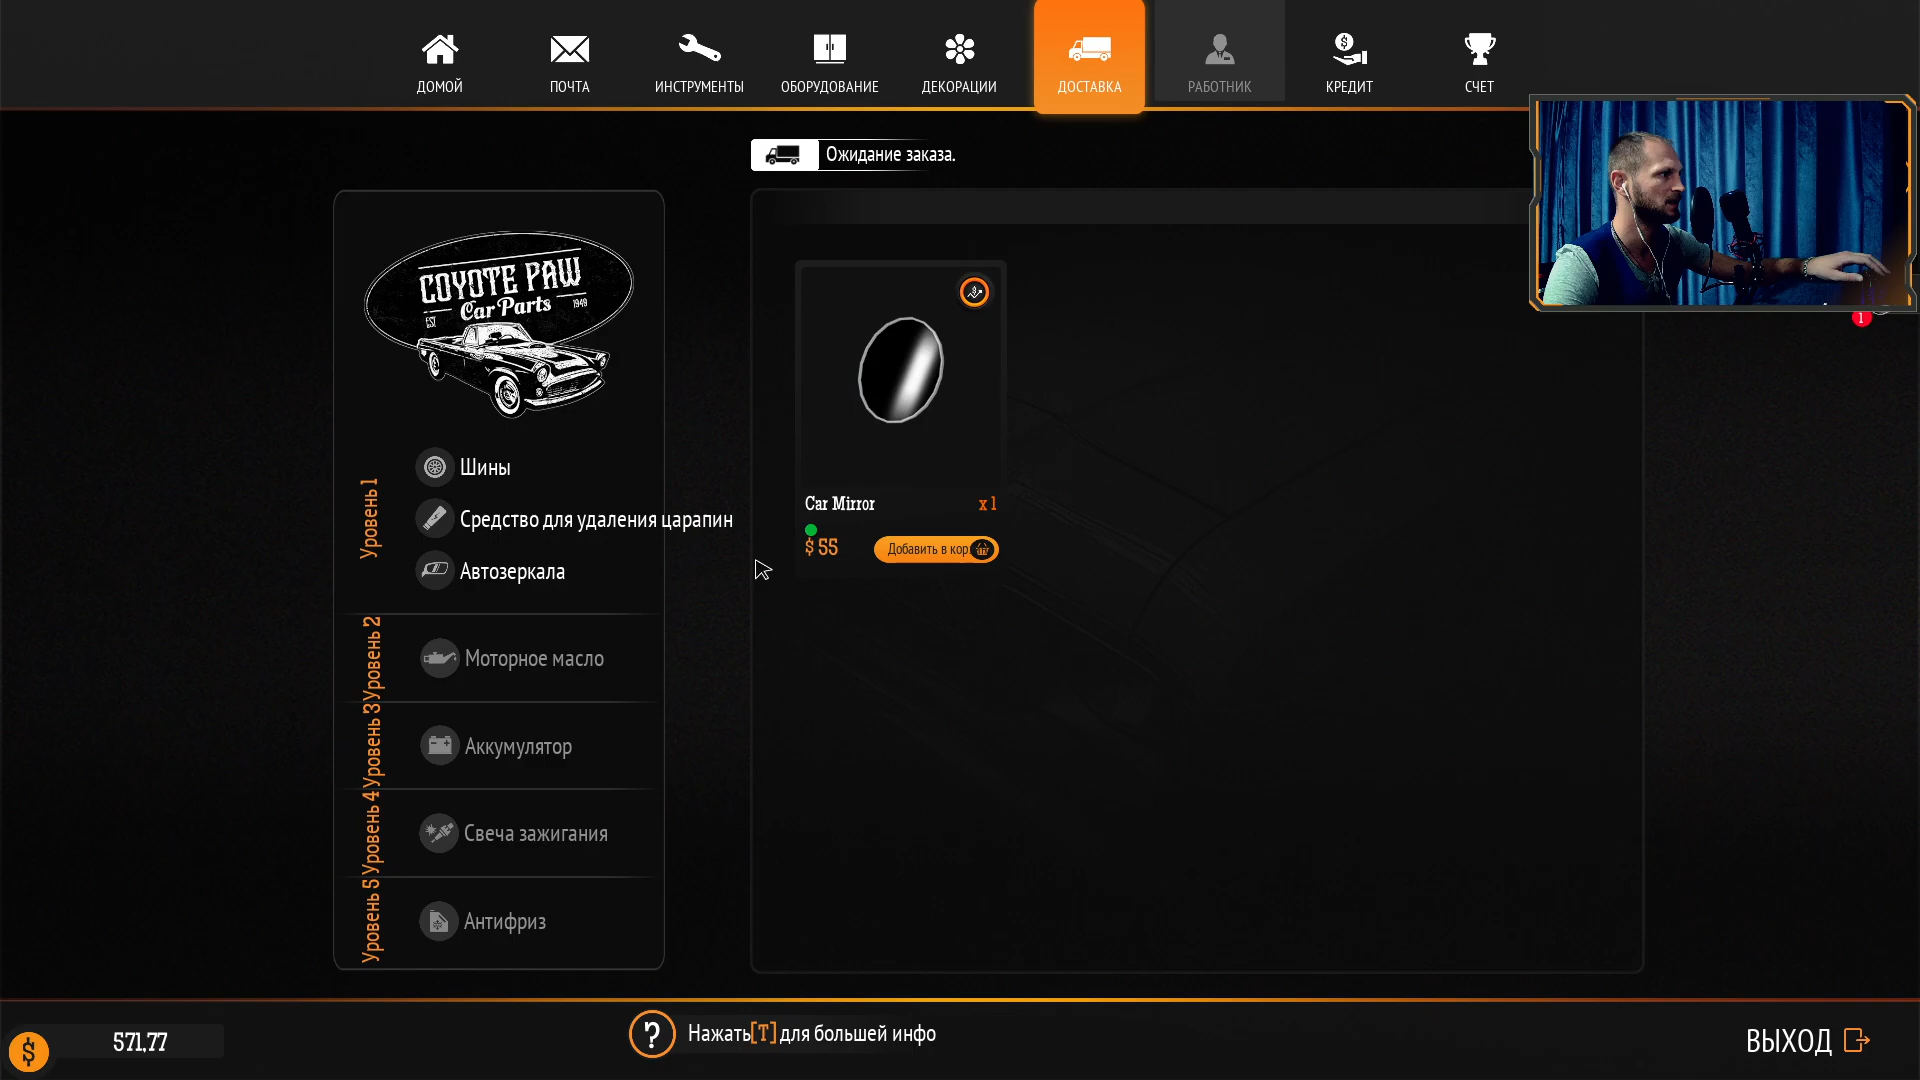 ДОМОЙ
ПОЧТА
ИНСТРУМЕНТЫ
ОБОРУДОВАНИЕ
ДЕКОРАЦИИ
ДОСТАВКА
РАБОТНИК
КРЕДИТ
СЧЕТ
Ожидание заказа.
COYOTE PAW
Car Parts
EST
1949
Уровень 1
Шины
Средство для удаления царапин
Автозеркала
Уровень 2
Моторное масло
Уровень 3
Аккумулятор
Уровень 4
Свеча зажигания
Уровень 5
Антифриз
Car Mirror
x 1
$ 55
Добавить в кор
1
$
571,77
? Нажать[T]для большей инфо
ВЫХОД